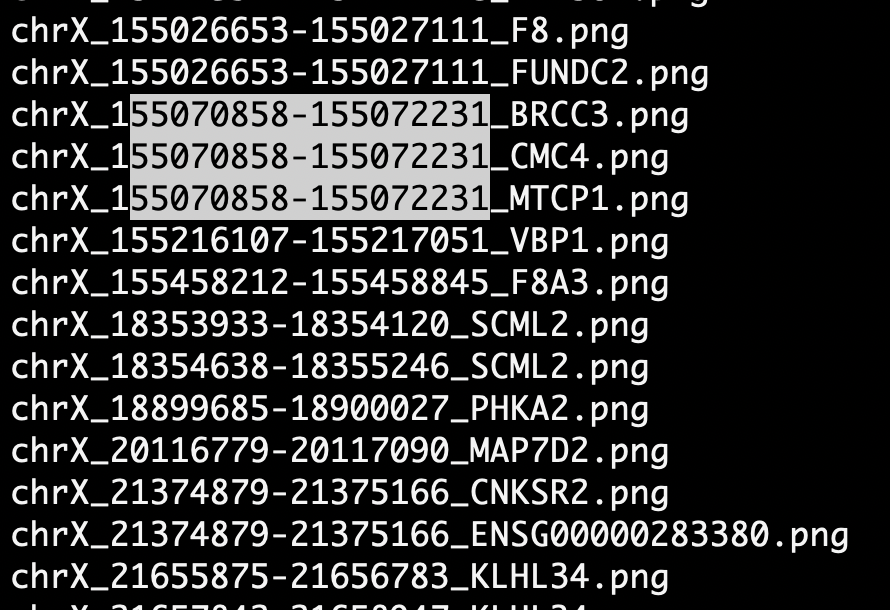 chrX_155026653-155027111_F8.png
chrX_155026653-155027111_FUNDC2.png
chrX_155070858-155072231_BRCC3.png
chrX_155070858-155072231_CMC4.png
chrX_155070858-155072231_MTCP1.png
chrX_155216107-155217051_VBP1.png
chrX_155458212-155458845_F8A3.png
chrX_18353933-18354120_SCML2.png
chrX_18354638-18355246_SCML2.png
chrX_18899685-18900027_PHKA2.png
chrX_20116779-20117090_MAP7D2.png
chrX_21374879-21375166_CNKSR2.png
chrX_21374879-21375166_ENSG00000283380.png
chrX_21655875-21656783_KLHL34.png